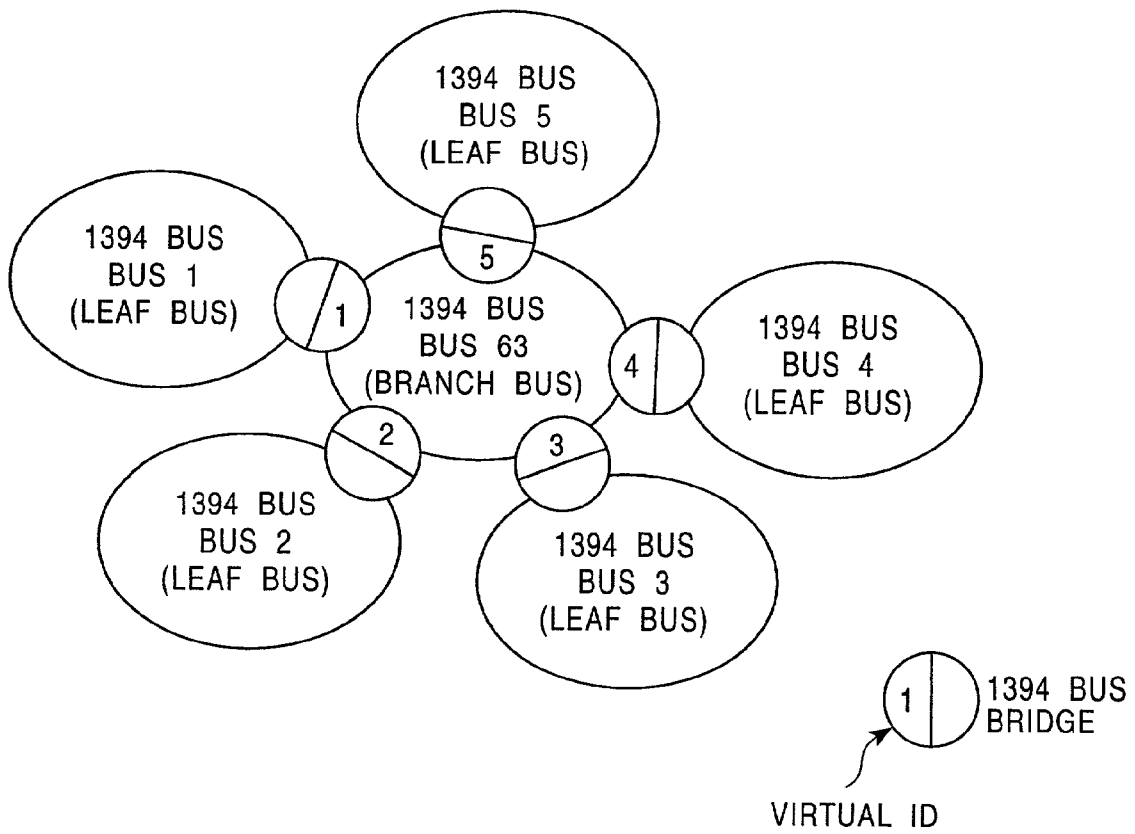 1394 BUS
BUS 5
(LEAF BUS)
5
1394 BUS
BUS 1
(LEAF BUS)
1
1394 BUS
BUS 63
(BRANCH BUS)
4
1394 BUS
BUS 4
(LEAF BUS)
2
3
1394 BUS
BUS 2
(LEAF BUS)
1394 BUS
BUS 3
(LEAF BUS)
1
1394 BUS
BRIDGE
VIRTUAL ID